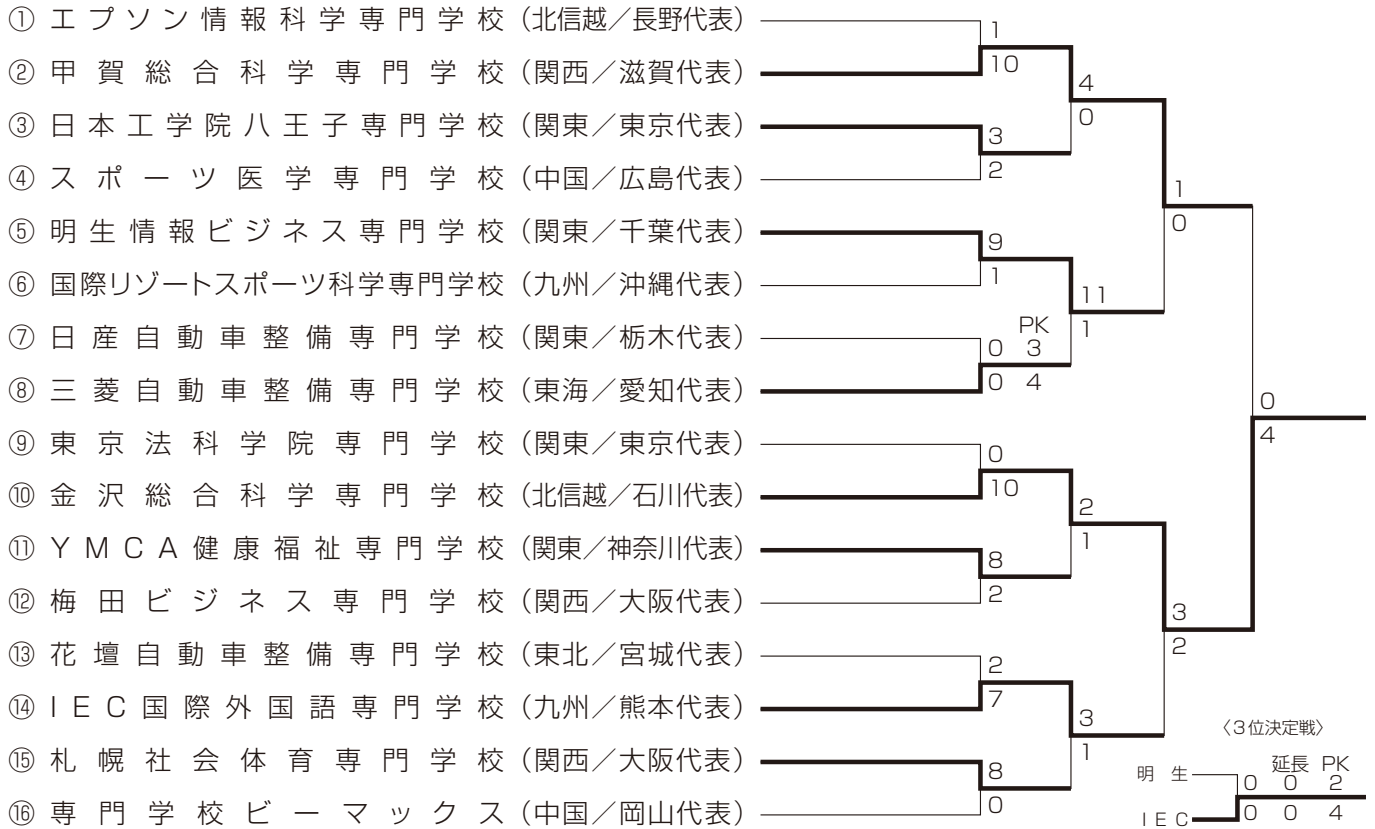 ① エプソン情報科学専門学校（北信越／長野代表）
② 甲賀総合科学専門学校（関西／滋賀代表）
③ 日本工学院八王子専門学校（関東／東京代表）
④ スポーツ医学専門学校（中国／広島代表）
⑤ 明生情報ビジネス専門学校（関東／千葉代表）
⑥ 国際リゾートスポーツ科学専門学校（九州／沖縄代表）
⑦ 日産自動車整備専門学校（関東／栃木代表）
⑧ 三菱自動車整備専門学校（東海／愛知代表）
⑨ 東京法科学院専門学校（関東／東京代表）
⑩ 金沢総合科学専門学校（北信越／石川代表）
⑪ YMCA健康福祉専門学校（関東／神奈川代表）
⑫ 梅田ビジネス専門学校（関西／大阪代表）
⑬ 花壇自動車整備専門学校（東北／宮城代表）
⑭ IEC国際外国語専門学校（九州／熊本代表）
⑮ 札幌社会体育専門学校（関西／大阪代表）
⑯ 専門学校ビーマックス（中国／岡山代表）
1
10
3
2
9
1
PK
0 3
0 4
0
10
8
2
2
7
8
0
4
0
11
1
2
1
3
1
1
0
3
2
0
4
〈3位決定戦〉
延長 PK
明生 0 0 2
IEC 0 0 4